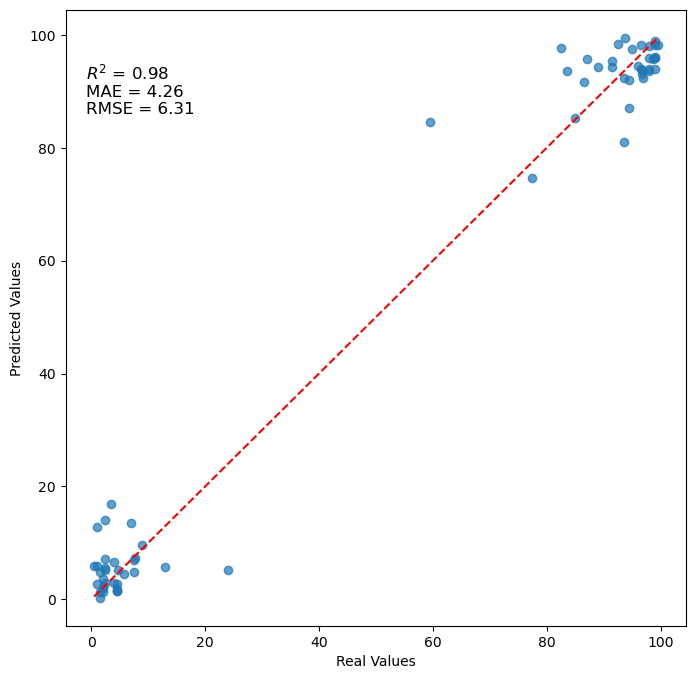 100
80
60
40
20
0
R² = 0.98
MAE = 4.26
RMSE = 6.31
Predicted Values
0 20 40 60 80 100
Real Values